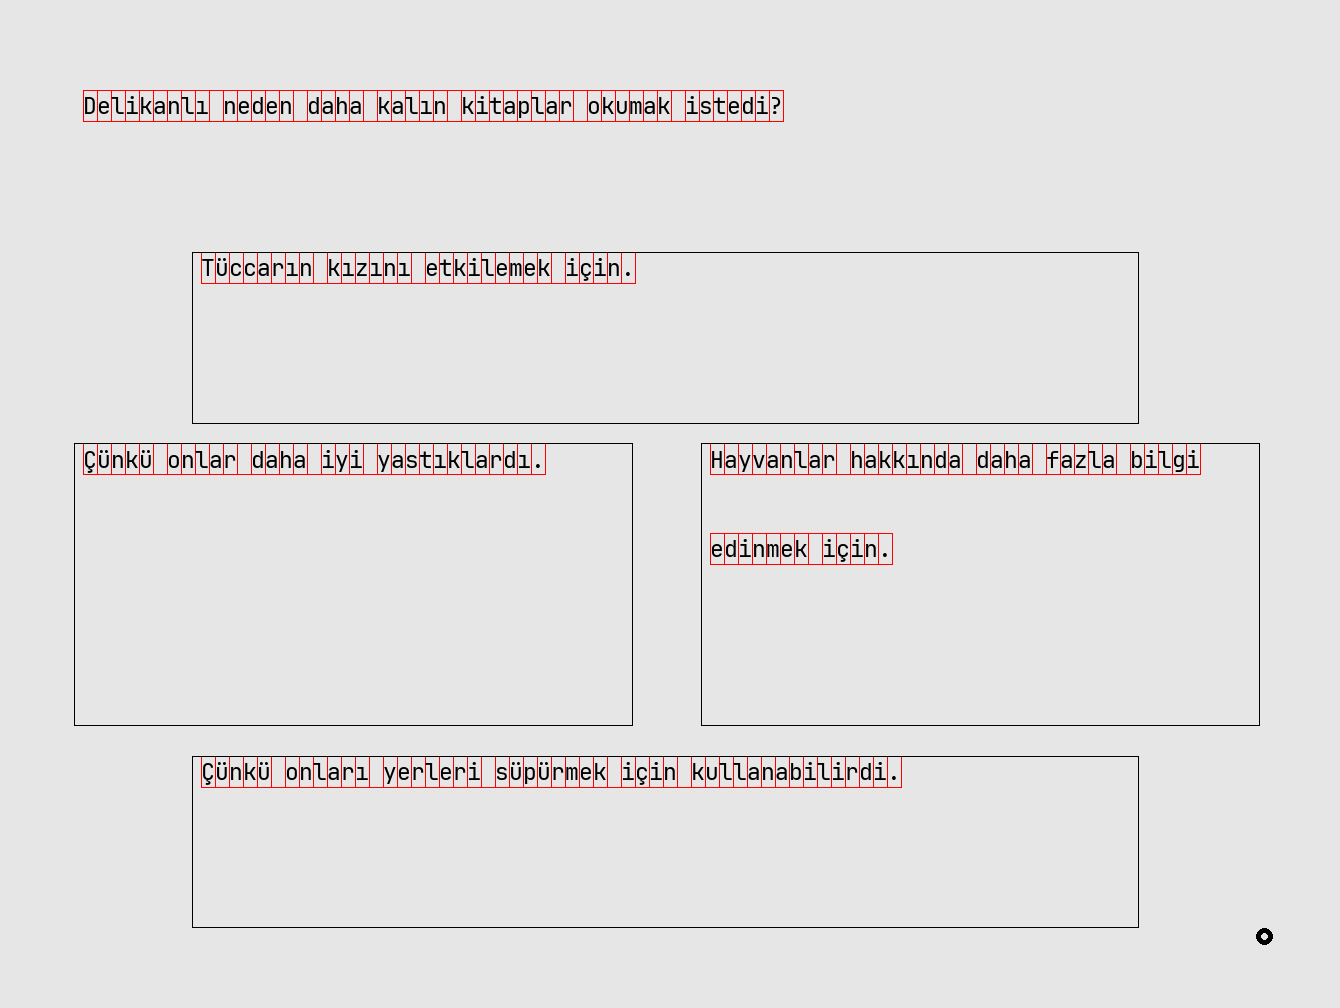 Delikanlı neden daha kalın kitaplar okumak istedi?
Tüccarın kızını etkilemek için.
Çünkü onlar daha iyi yastıklardı.
Hayvanlar hakkında daha fazla bilgi
edinmek için.
Çünkü onları yerleri süpürmek için kullanabilirdi.